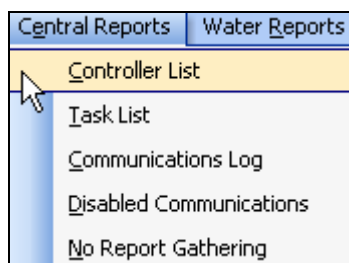 Central Reports Water Reports
Controller List
Task List
Communications Log
Disabled Communications
No Report Gathering